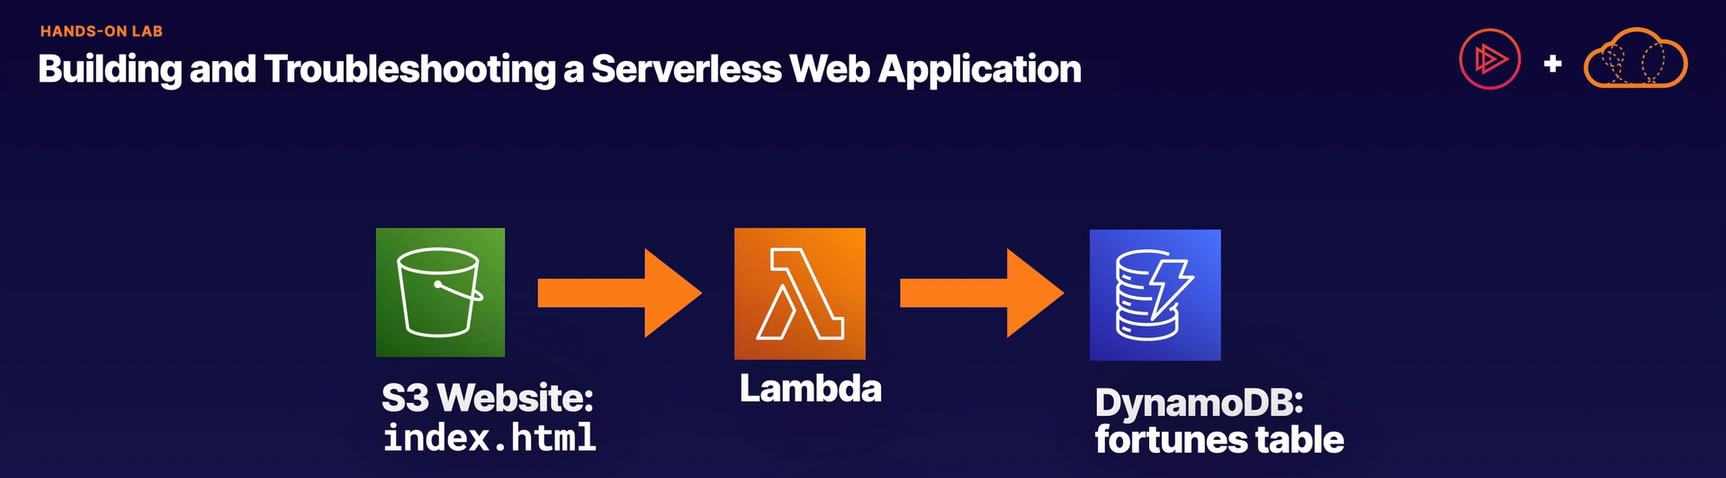 HANDS-ON LAB
Building and Troubleshooting a Serverless Web Application
+
S3 Website:
index.html
Lambda
DynamoDB:
fortunes table